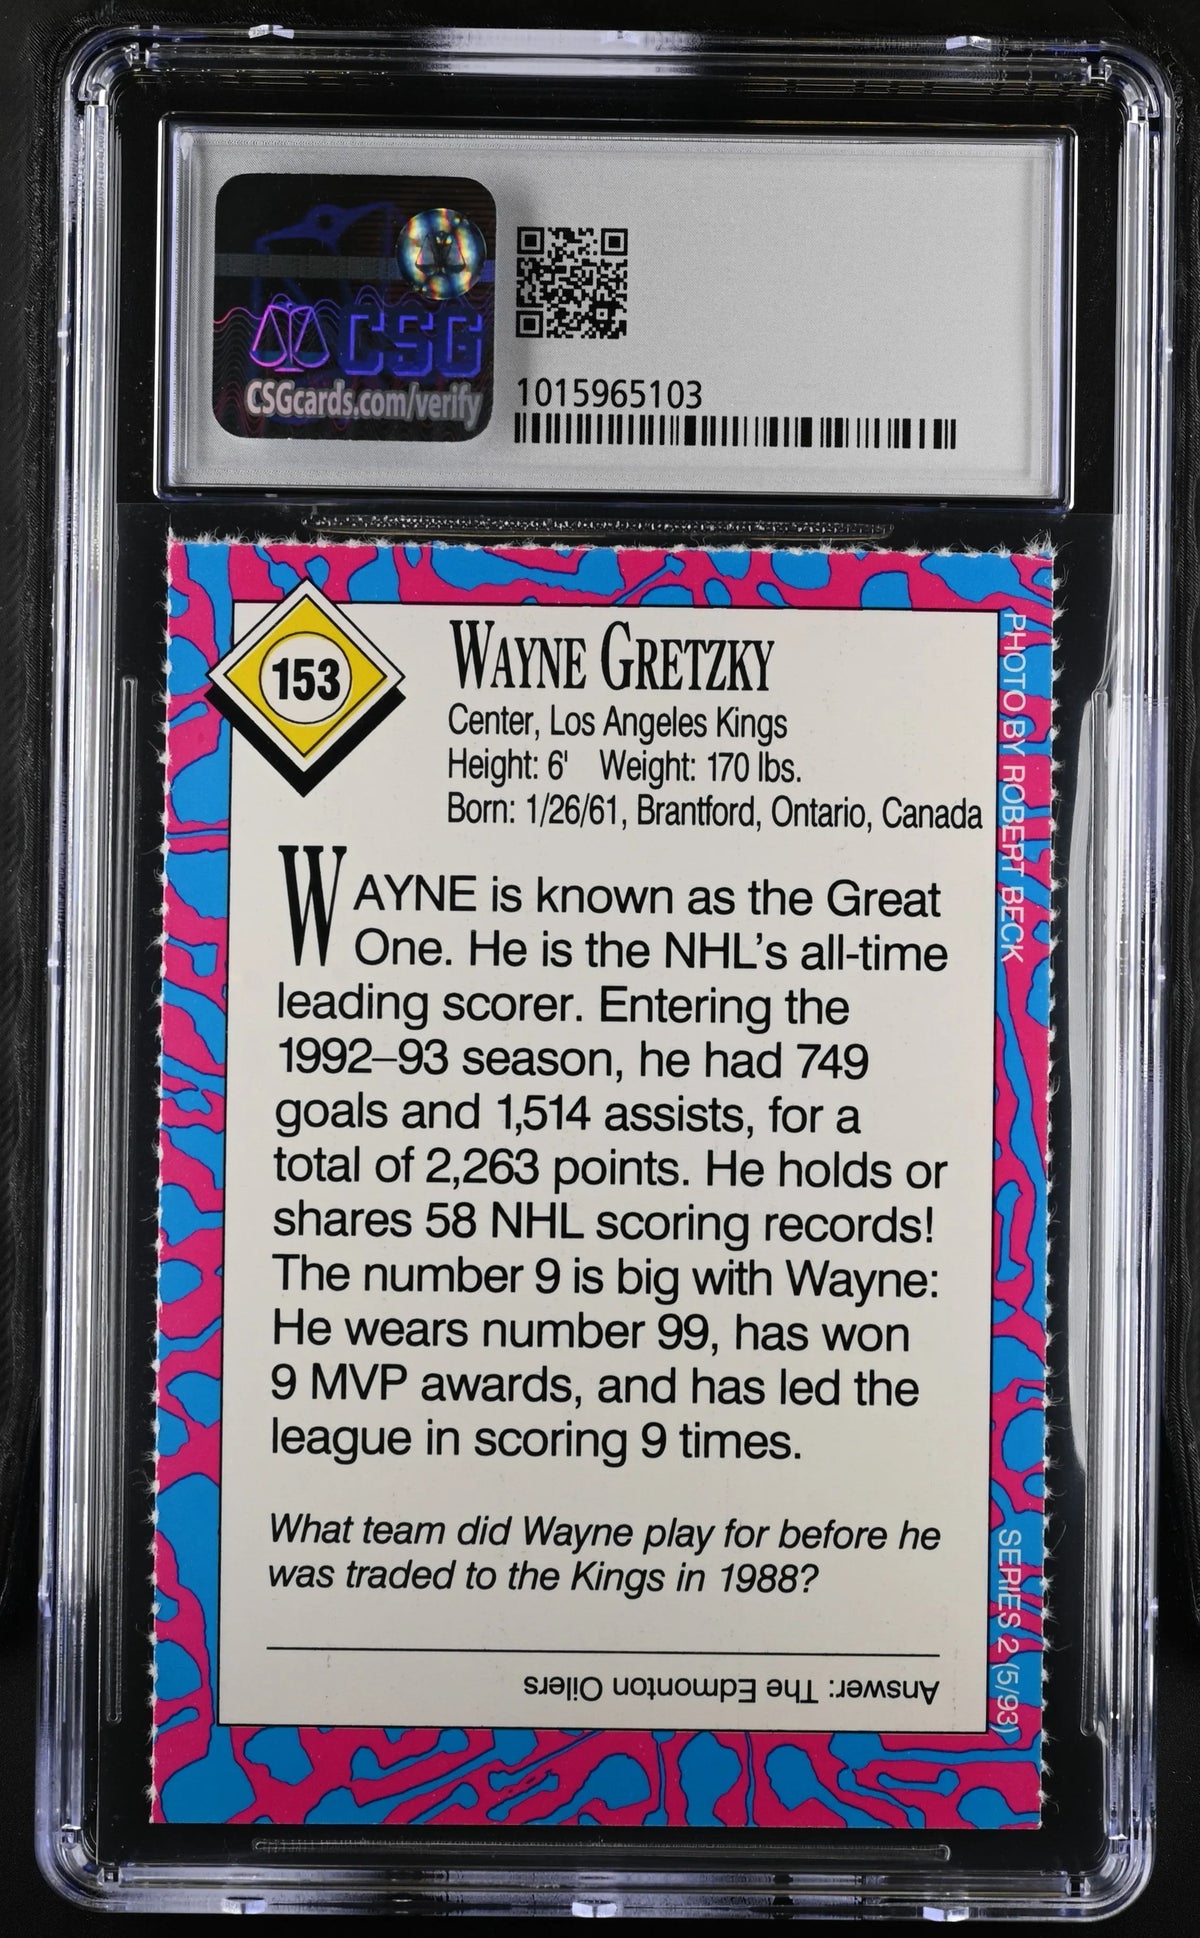 CSG
CSGcards.com/verify
1015965103
153
WAYNE GRETZKY
Center, Los Angeles Kings
Height: 6' Weight: 170 lbs.
Born: 1/26/61, Brantford, Ontario, Canada
WAYNE is known as the Great
One. He is the NHL's all-time
leading scorer. Entering the
1992–93 season, he had 749
goals and 1,514 assists, for a
total of 2,263 points. He holds or
shares 58 NHL scoring records!
The number 9 is big with Wayne:
He wears number 99, has won
9 MVP awards, and has led the
league in scoring 9 times.
What team did Wayne play for before he
was traded to the Kings in 1988?
Answer: The Edmonton Oilers
PHOTO BY ROBERT BECK
SERIES 2 (5/93)